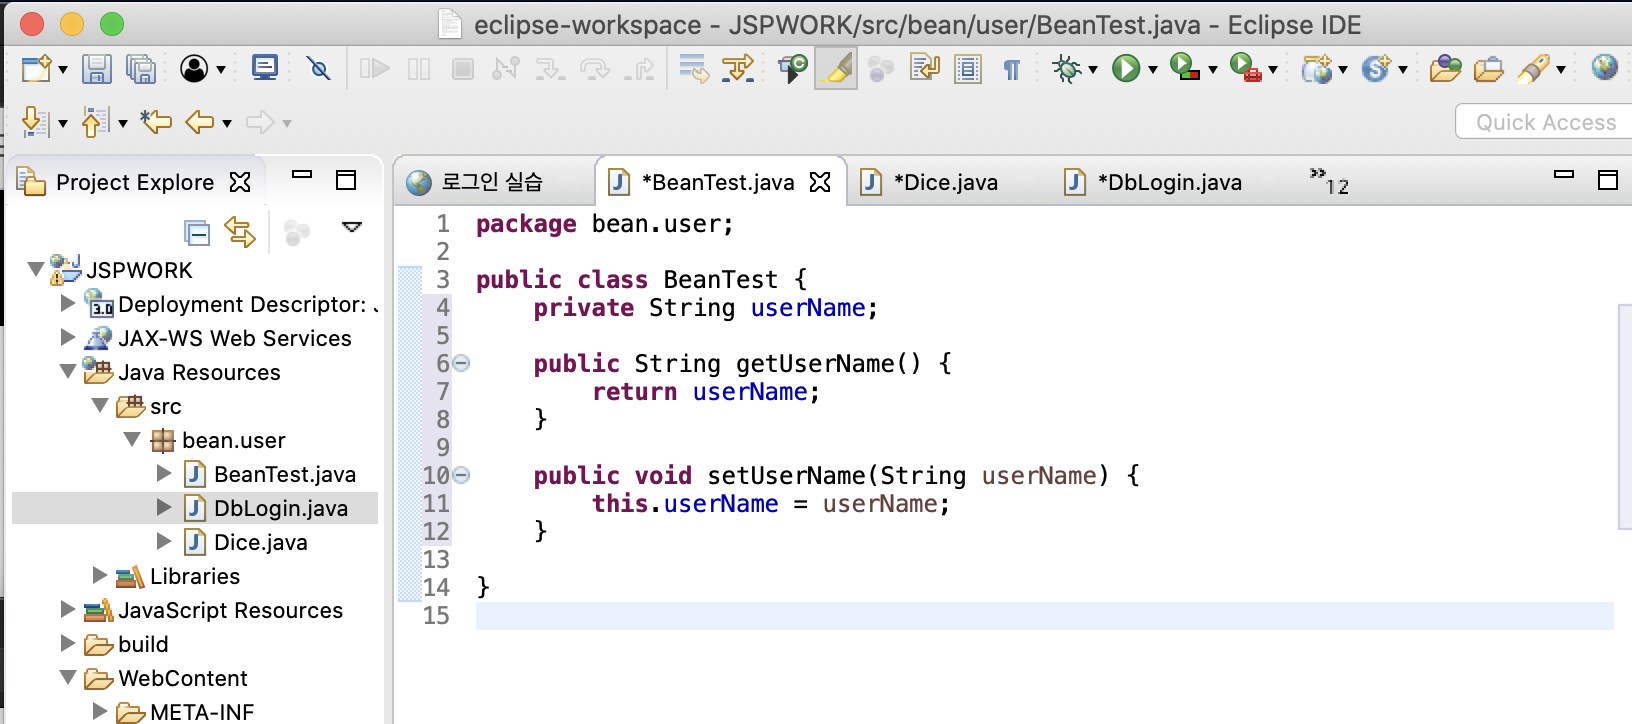 eclipse-workspace - JSPWORK/src/bean/user/BeanTest.java - Eclipse IDE
Quick Access
Project Explore
로그인 실습
*BeanTest.java
*Dice.java
*DbLogin.java
»12
JSPWORK
3.0 Deployment Descriptor:
JAX-WS Web Services
Java Resources
src
bean.user
BeanTest.java
DbLogin.java
Dice.java
Libraries
JavaScript Resources
build
WebContent
META-INF
1 package bean.user;
2
3 public class BeanTest {
4 private String userName;
5
6 public String getUserName() {
7 return userName;
8 }
9
10 public void setUserName(String userName) {
11 this.userName = userName;
12 }
13
14 }
15